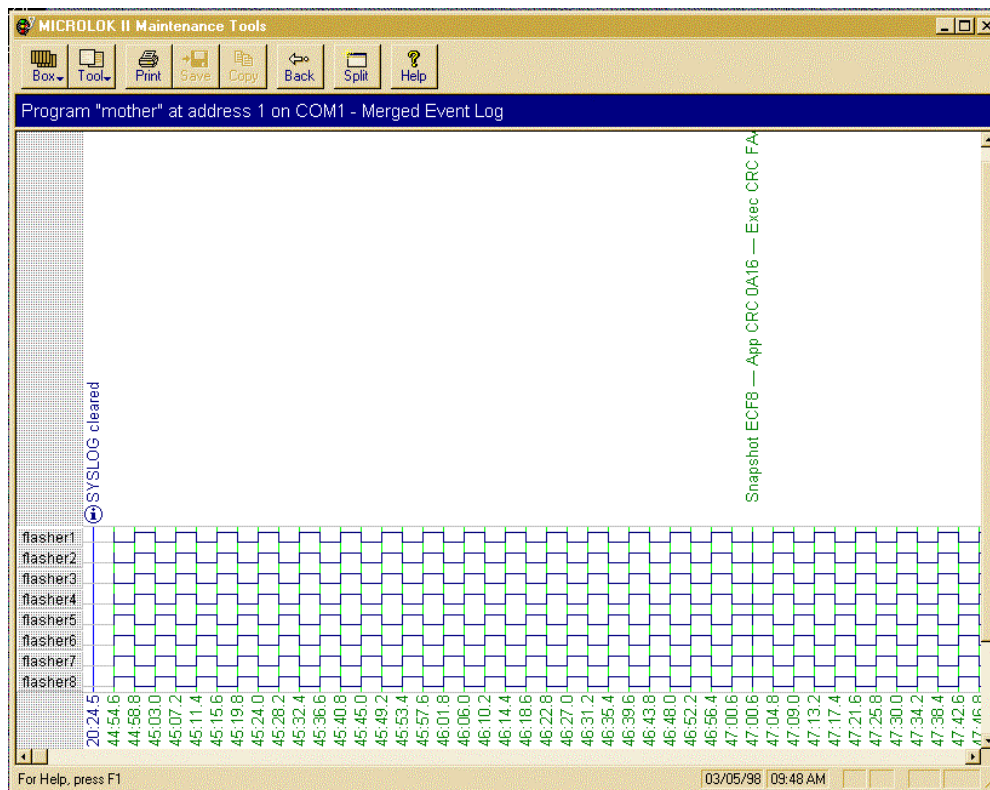 MICROLOK II Maintenance Tools
Box Tool Print Save Copy Back Split Help
Program "mother" at address 1 on COM1 - Merged Event Log
SYSLOG cleared
Snapshot ECF8 — App CRC 0A16 — Exec CRC
flasher1
flasher2
flasher3
flasher4
flasher5
flasher6
flasher7
flasher8
20:24.5
44:54.6
44:58.8
45:03.0
45:07.2
45:11.4
45:15.6
45:19.8
45:24.0
45:28.2
45:32.4
45:36.6
45:40.8
45:45.0
45:49.2
45:53.4
45:57.6
46:01.8
46:06.0
46:10.2
46:14.4
46:18.6
46:22.8
46:27.0
46:31.2
46:35.4
46:39.6
46:43.8
46:48.0
46:52.2
46:56.4
47:00.6
47:00.6
47:04.8
47:09.0
47:13.2
47:17.4
47:21.6
47:25.8
47:30.0
47:34.2
47:38.4
47:42.6
47:46.8
For Help, press F1
03/05/98 09:48 AM